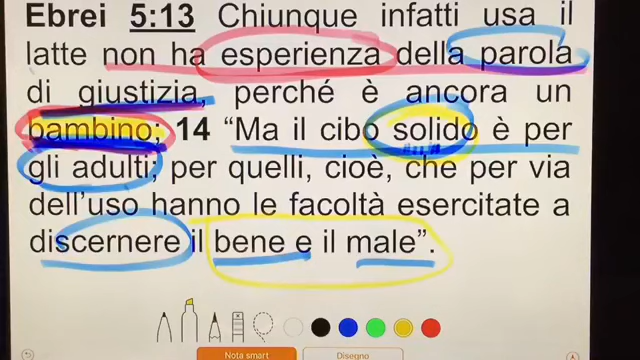 Ebrei 5:13 Chiunque infatti usa il
latte non ha esperienza della parola
di giustizia, perché è ancora un
bambino; 14 “Ma il cibo solido è per
gli adulti; per quelli, cioè, che per via
dell’uso hanno le facoltà esercitate a
discernere il bene e il male”.
Nota smart
Disegno